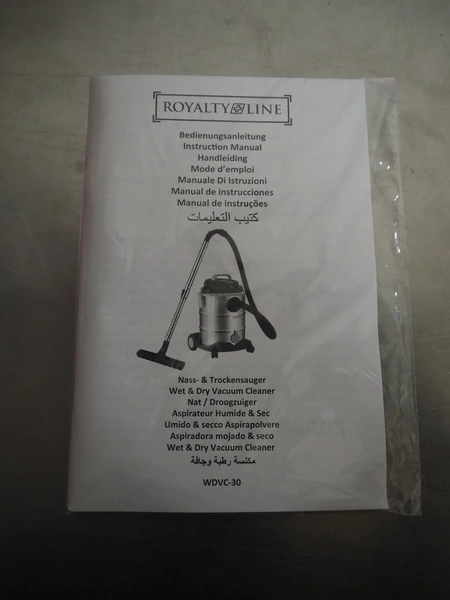 ROYALTY LINE
Bedienungsanleitung
Instruction Manual
Handleiding
Mode d'emploi
Manuale Di Istruzioni
Manual de instrucciones
Manual de instruções
كتيب التعليمات
Nass- & Trockensauger
Wet & Dry Vacuum Cleaner
Nat / Droogzuiger
Aspirateur Humide & Sec
Umido & secco Aspirapolvere
Aspiradora mojado & seco
Wet & Dry Vacuum Cleaner
مكنسة رطبة وجافة
WDVC-30